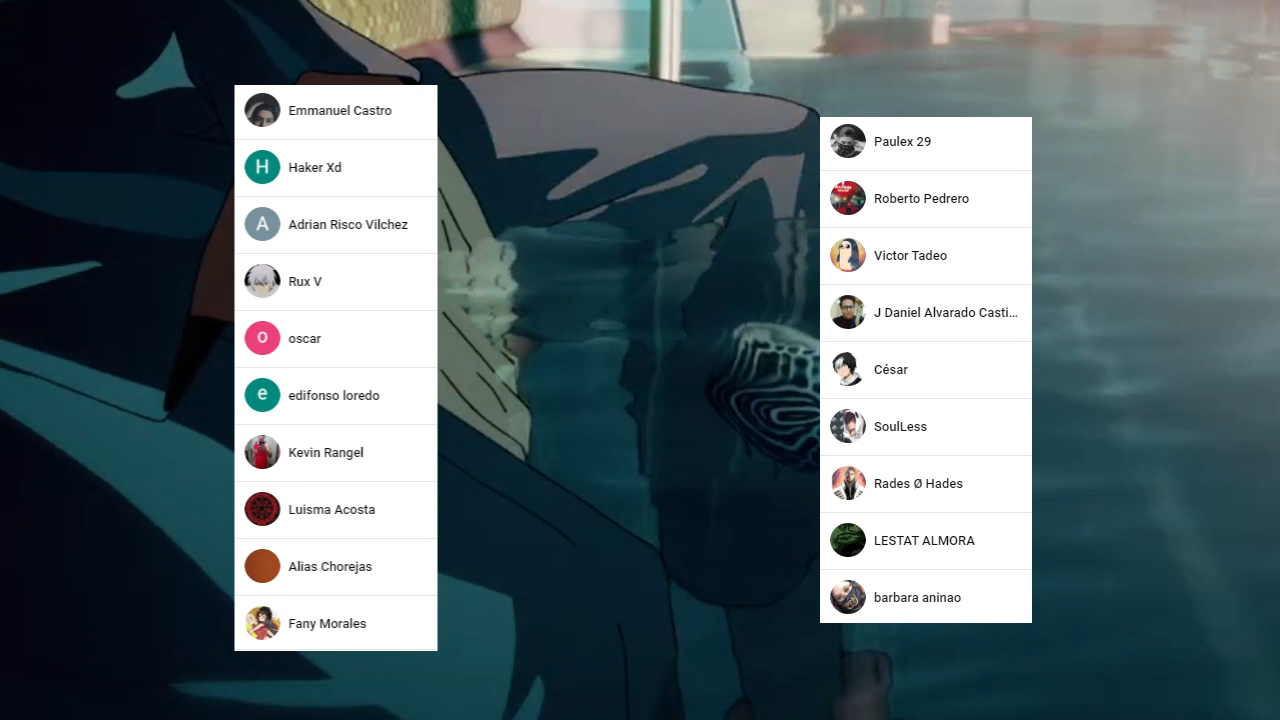 Emmanuel Castro
H Haker Xd
A Adrian Risco Vilchez
Rux V
o oscar
e edifonso loredo
Kevin Rangel
Luisma Acosta
Alias Chorejas
Fany Morales
Paulex 29
Roberto Pedrero
Victor Tadeo
J Daniel Alvarado Casti...
César
SoulLess
Rades Ø Hades
LESTAT ALMORA
barbara aninao